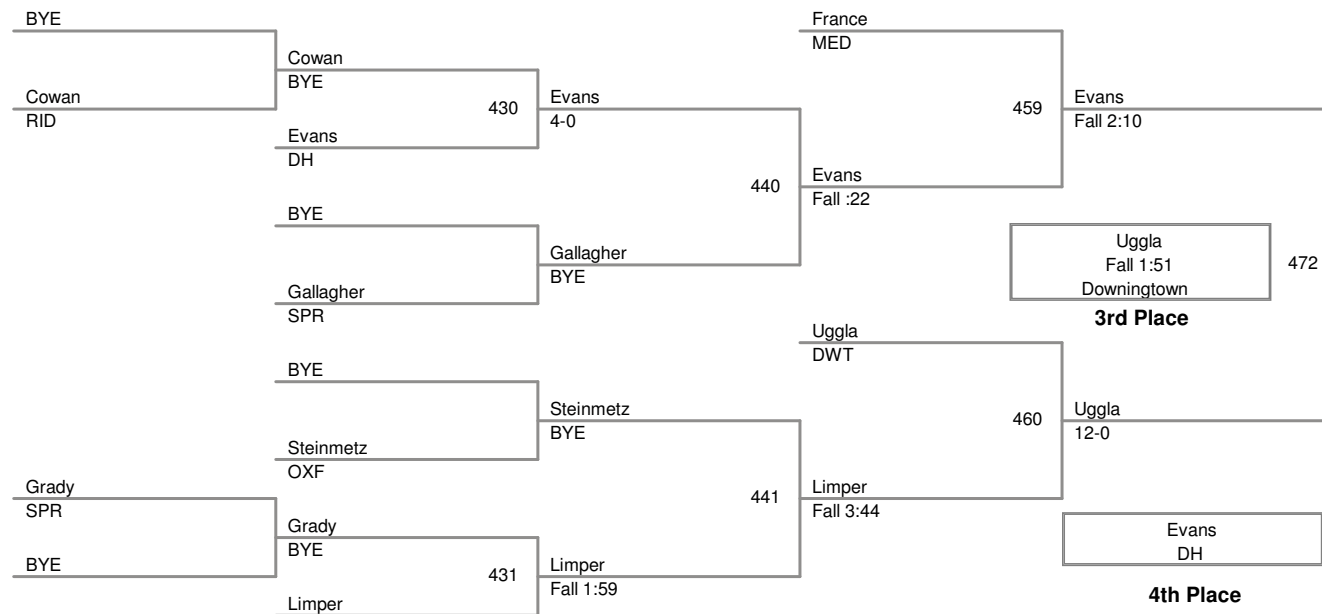 BYE
Cowan
RID
Cowan
BYE
430
Evans
DH
Evans
4-0
BYE
Gallagher
SPR
Gallagher
BYE
440
Evans
Fall :22
France
MED
459
Evans
Fall 2:10
Uggla
Fall 1:51
Downingtown
472
3rd Place
BYE
Steinmetz
OXF
Steinmetz
BYE
Grady
SPR
BYE
Grady
BYE
431
Limper
Limper
Fall 1:59
441
Limper
Fall 3:44
Uggla
DWT
460
Uggla
12-0
Evans
DH
4th Place